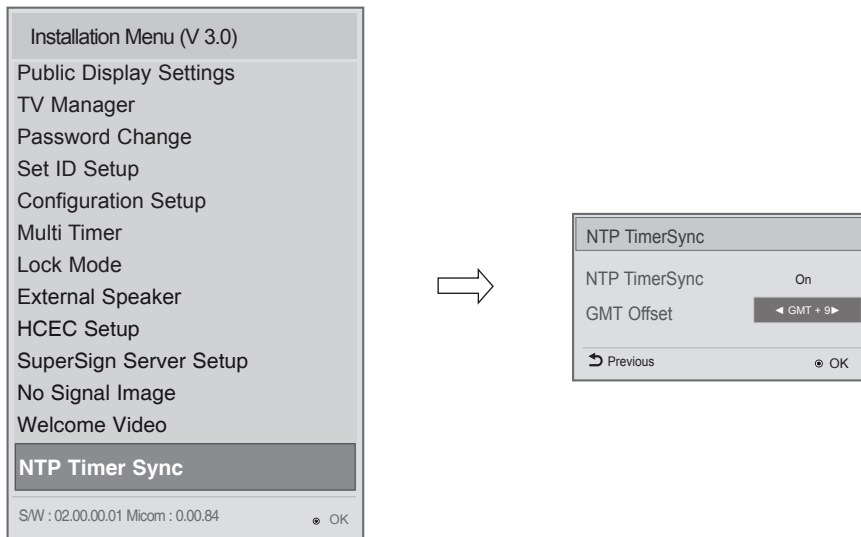 Installation Menu (V 3.0)
Public Display Settings
TV Manager
Password Change
Set ID Setup
Configuration Setup
Multi Timer
Lock Mode
External Speaker
HCEC Setup
SuperSign Server Setup
No Signal Image
Welcome Video
NTP Timer Sync
S/W : 02.00.00.01 Micom : 0.00.84 ◉ OK
NTP TimerSync
NTP TimerSync On
GMT Offset ◄ GMT + 9►
Previous ◉ OK